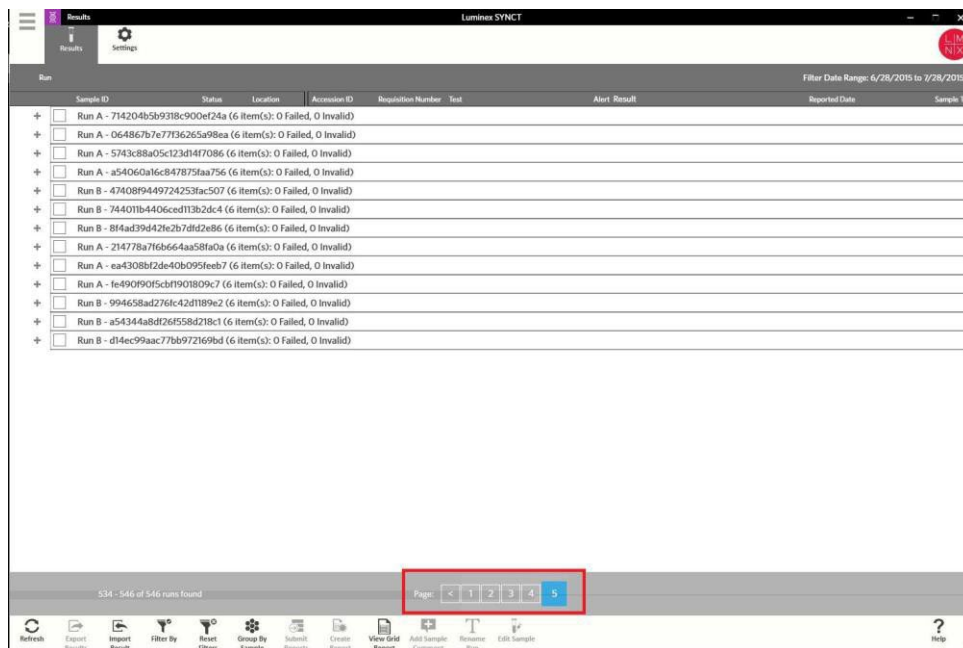 Results
Luminex SYNCT
Results Settings
LM
NX
Run Filter Date Range: 6/28/2015 to 7/28/2015
Sample ID Status Location Accession ID Requisition Number Test Alert Result Reported Date Sample
+ Run A - 714204b5b9318c900ef24a (6 item(s): 0 Failed, 0 Invalid)
+ Run A - 064867b7e77f36265a98ea (6 item(s): 0 Failed, 0 Invalid)
+ Run A - 5743c88a05c123d14f7086 (6 item(s): 0 Failed, 0 Invalid)
+ Run A - a54060a16c847875faa756 (6 item(s): 0 Failed, 0 Invalid)
+ Run B - 47408f9449724253fac507 (6 item(s): 0 Failed, 0 Invalid)
+ Run B - 744011b4406ced113b2dc4 (6 item(s): 0 Failed, 0 Invalid)
+ Run B - 8f4ad39d42fe2b7dfd2e86 (6 item(s): 0 Failed, 0 Invalid)
+ Run A - 214778a7f6b664aa58fa0a (6 item(s): 0 Failed, 0 Invalid)
+ Run A - ea4308bf2de40b095feeb7 (6 item(s): 0 Failed, 0 Invalid)
+ Run A - fe490f90f5cbf1901809c7 (6 item(s): 0 Failed, 0 Invalid)
+ Run B - 994658ad276fc42d1189e2 (6 item(s): 0 Failed, 0 Invalid)
+ Run B - a54344a8df26f558d218c1 (6 item(s): 0 Failed, 0 Invalid)
+ Run B - d14ec99aac77bb972169bd (6 item(s): 0 Failed, 0 Invalid)
534 - 546 of 546 runs found Page: < 1 2 3 4 5
Refresh Export Results Import Result Filter By Reset Filters Group By Sample Submit Reports Create Report View Grid Report Add Sample Comment Rename Run Edit Sample ? Help